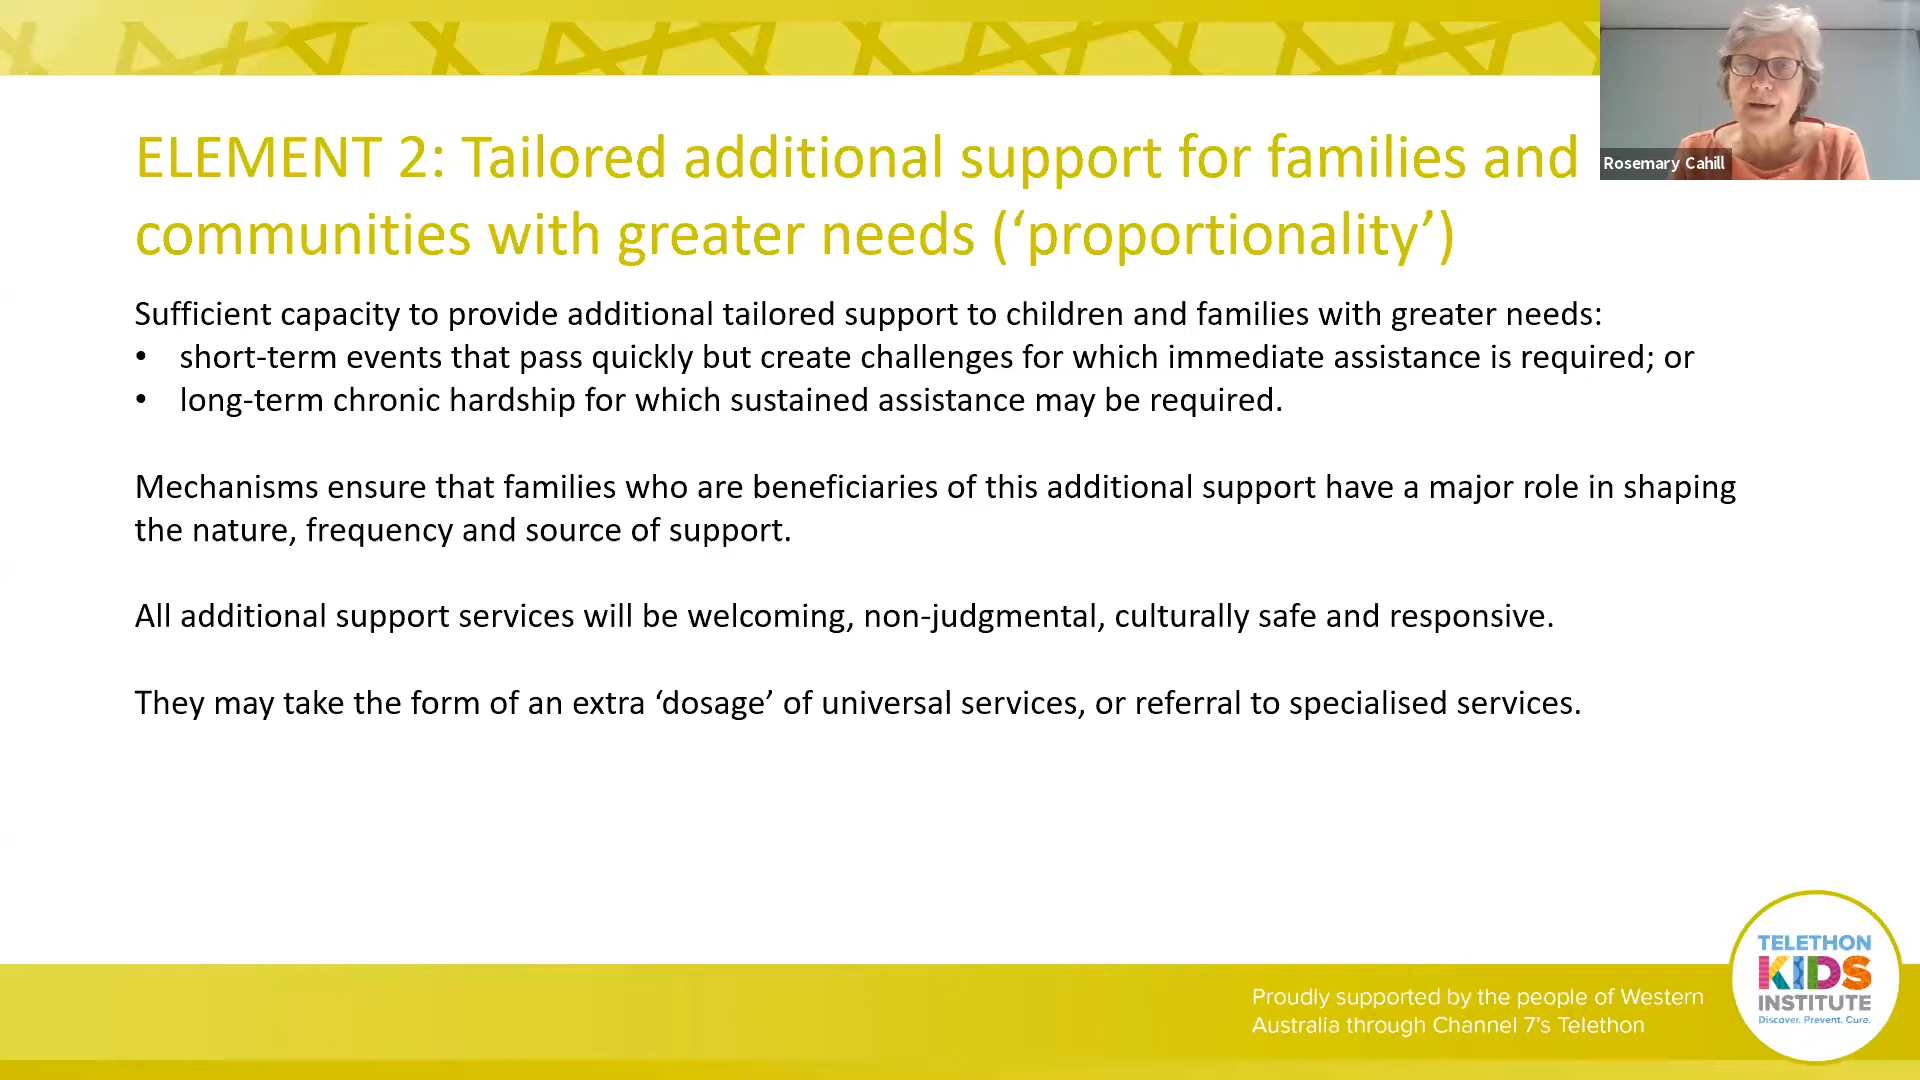 ELEMENT 2: Tailored additional support for families and
communities with greater needs (‘proportionality’)
Rosemary Cahill
Sufficient capacity to provide additional tailored support to children and families with greater needs:
• short-term events that pass quickly but create challenges for which immediate assistance is required; or
• long-term chronic hardship for which sustained assistance may be required.
Mechanisms ensure that families who are beneficiaries of this additional support have a major role in shaping
the nature, frequency and source of support.
All additional support services will be welcoming, non-judgmental, culturally safe and responsive.
They may take the form of an extra ‘dosage’ of universal services, or referral to specialised services.
Proudly supported by the people of Western
Australia through Channel 7’s Telethon
TELETHON
KIDS
INSTITUTE
Discover. Prevent. Cure.